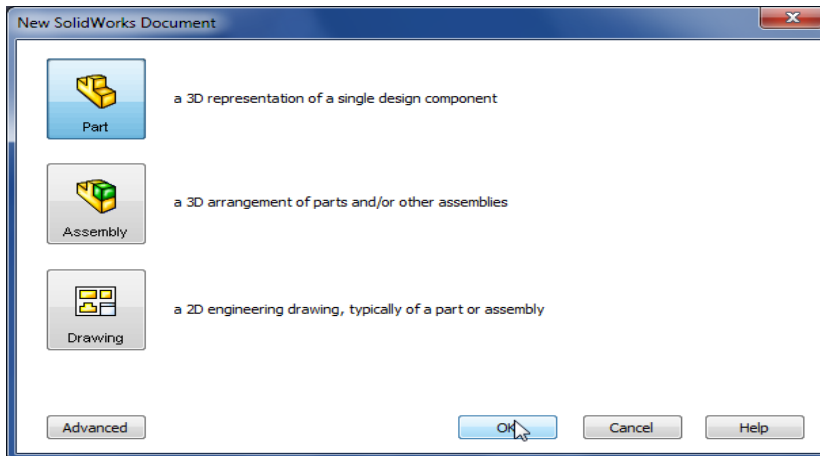 New SolidWorks Document
Part
a 3D representation of a single design component
Assembly
a 3D arrangement of parts and/or other assemblies
Drawing
a 2D engineering drawing, typically of a part or assembly
Advanced
OK
Cancel
Help